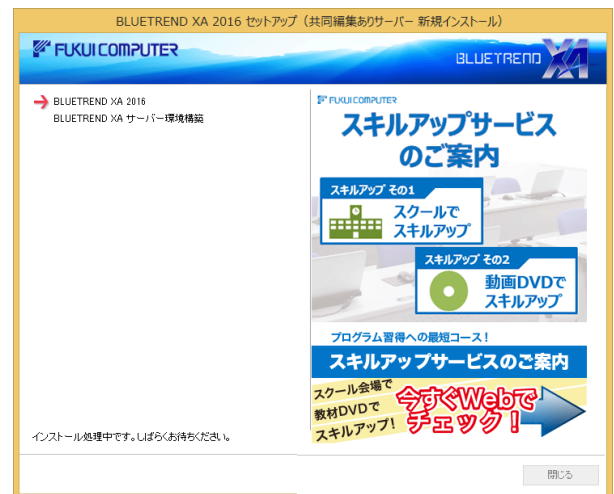 BLUETREND XA 2016 セットアップ（共同編集ありサーバー 新規インストール）
FUKUI COMPUTER
BLUETREND XA
BLUETREND XA 2016
BLUETREND XA サーバー環境構築
FUKUI COMPUTER
スキルアップサービス
のご案内
スキルアップ その1
スクールで
スキルアップ
スキルアップ その2
動画DVDで
スキルアップ
プログラム習得への最短コース！
スキルアップサービスのご案内
スクール会場で
教材DVDで
スキルアップ！
今すぐWebで
チェック！
インストール処理中です。しばらくお待ちください。
閉じる